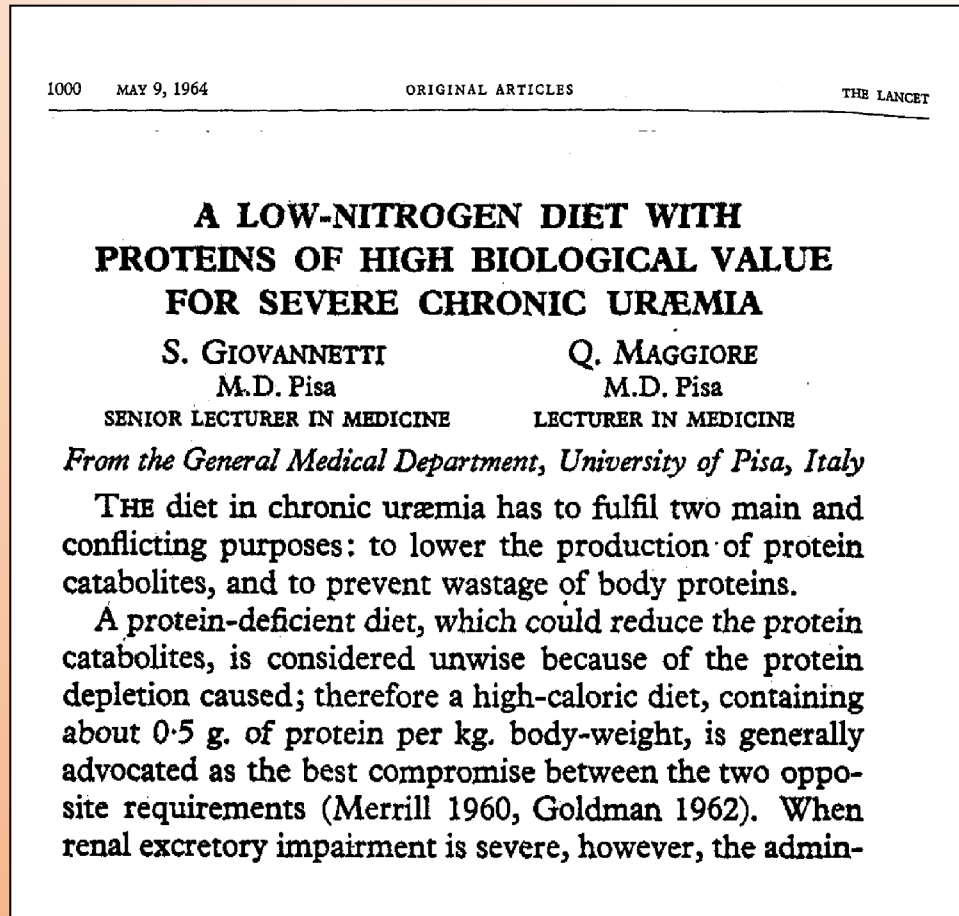 1000 MAY 9, 1964 ORIGINAL ARTICLES THE LANCET
A LOW-NITROGEN DIET WITH
PROTEINS OF HIGH BIOLOGICAL VALUE
FOR SEVERE CHRONIC URÆMIA
S. GIOVANNETTI Q. MAGGIORE
M.D. Pisa M.D. Pisa
SENIOR LECTURER IN MEDICINE LECTURER IN MEDICINE
From the General Medical Department, University of Pisa, Italy
THE diet in chronic uræmia has to fulfil two main and
conflicting purposes: to lower the production of protein
catabolites, and to prevent wastage of body proteins.
A protein-deficient diet, which could reduce the protein
catabolites, is considered unwise because of the protein
depletion caused; therefore a high-caloric diet, containing
about 0·5 g. of protein per kg. body-weight, is generally
advocated as the best compromise between the two oppo-
site requirements (Merrill 1960, Goldman 1962). When
renal excretory impairment is severe, however, the admin-